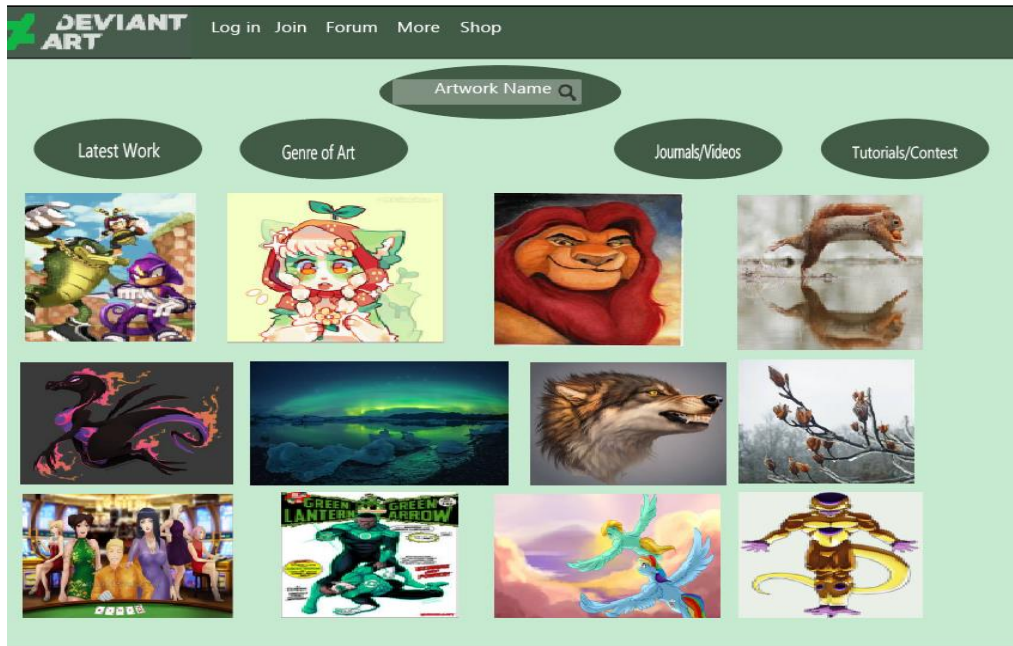 DEVIANT
ART
Log in Join Forum More Shop
Artwork Name
Latest Work
Genre of Art
Journals/Videos
Tutorials/Contest
GREEN GREEN
LANTERN ARROW